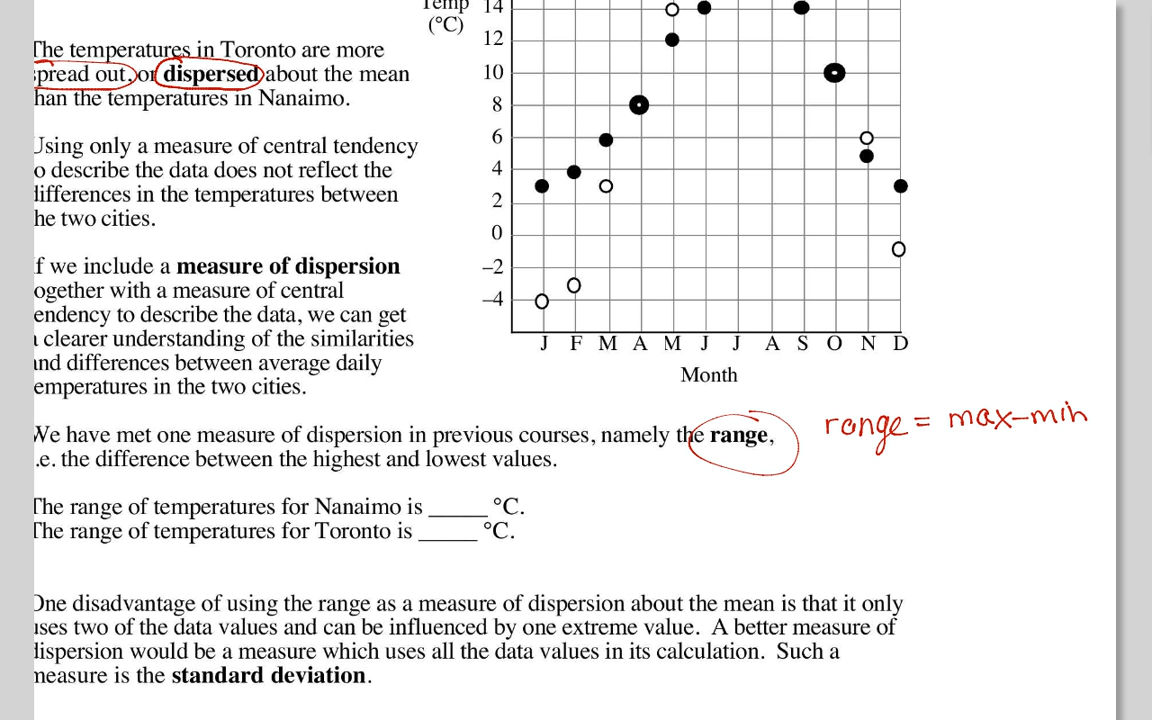 Temp
(°C)
14
12
10
8
6
4
2
0
–2
–4
J F M A M J J A S O N D
Month
The temperatures in Toronto are more
spread out, or dispersed about the mean
than the temperatures in Nanaimo.
Using only a measure of central tendency
to describe the data does not reflect the
differences in the temperatures between
the two cities.
If we include a measure of dispersion
together with a measure of central
tendency to describe the data, we can get
a clearer understanding of the similarities
and differences between average daily
temperatures in the two cities.
We have met one measure of dispersion in previous courses, namely the range,
i.e. the difference between the highest and lowest values.
range = max-min
The range of temperatures for Nanaimo is _____ °C.
The range of temperatures for Toronto is _____ °C.
One disadvantage of using the range as a measure of dispersion about the mean is that it only
uses two of the data values and can be influenced by one extreme value. A better measure of
dispersion would be a measure which uses all the data values in its calculation. Such a
measure is the standard deviation.